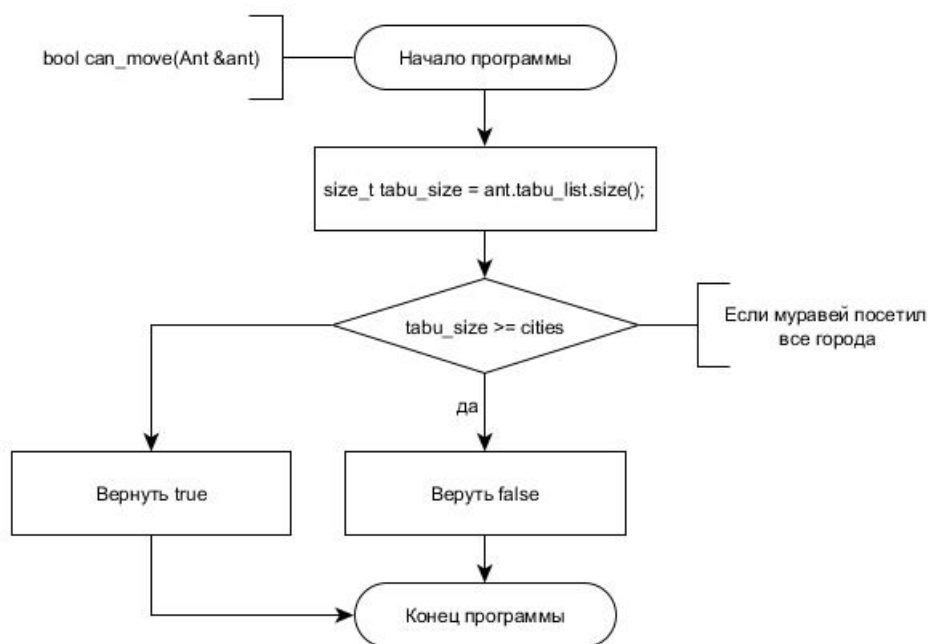 bool can_move(Ant &ant)
Начало программы
size_t tabu_size = ant.tabu_list.size();
tabu_size >= cities
Если муравей посетил
все города
да
Вернуть true
Веруть false
Конец программы